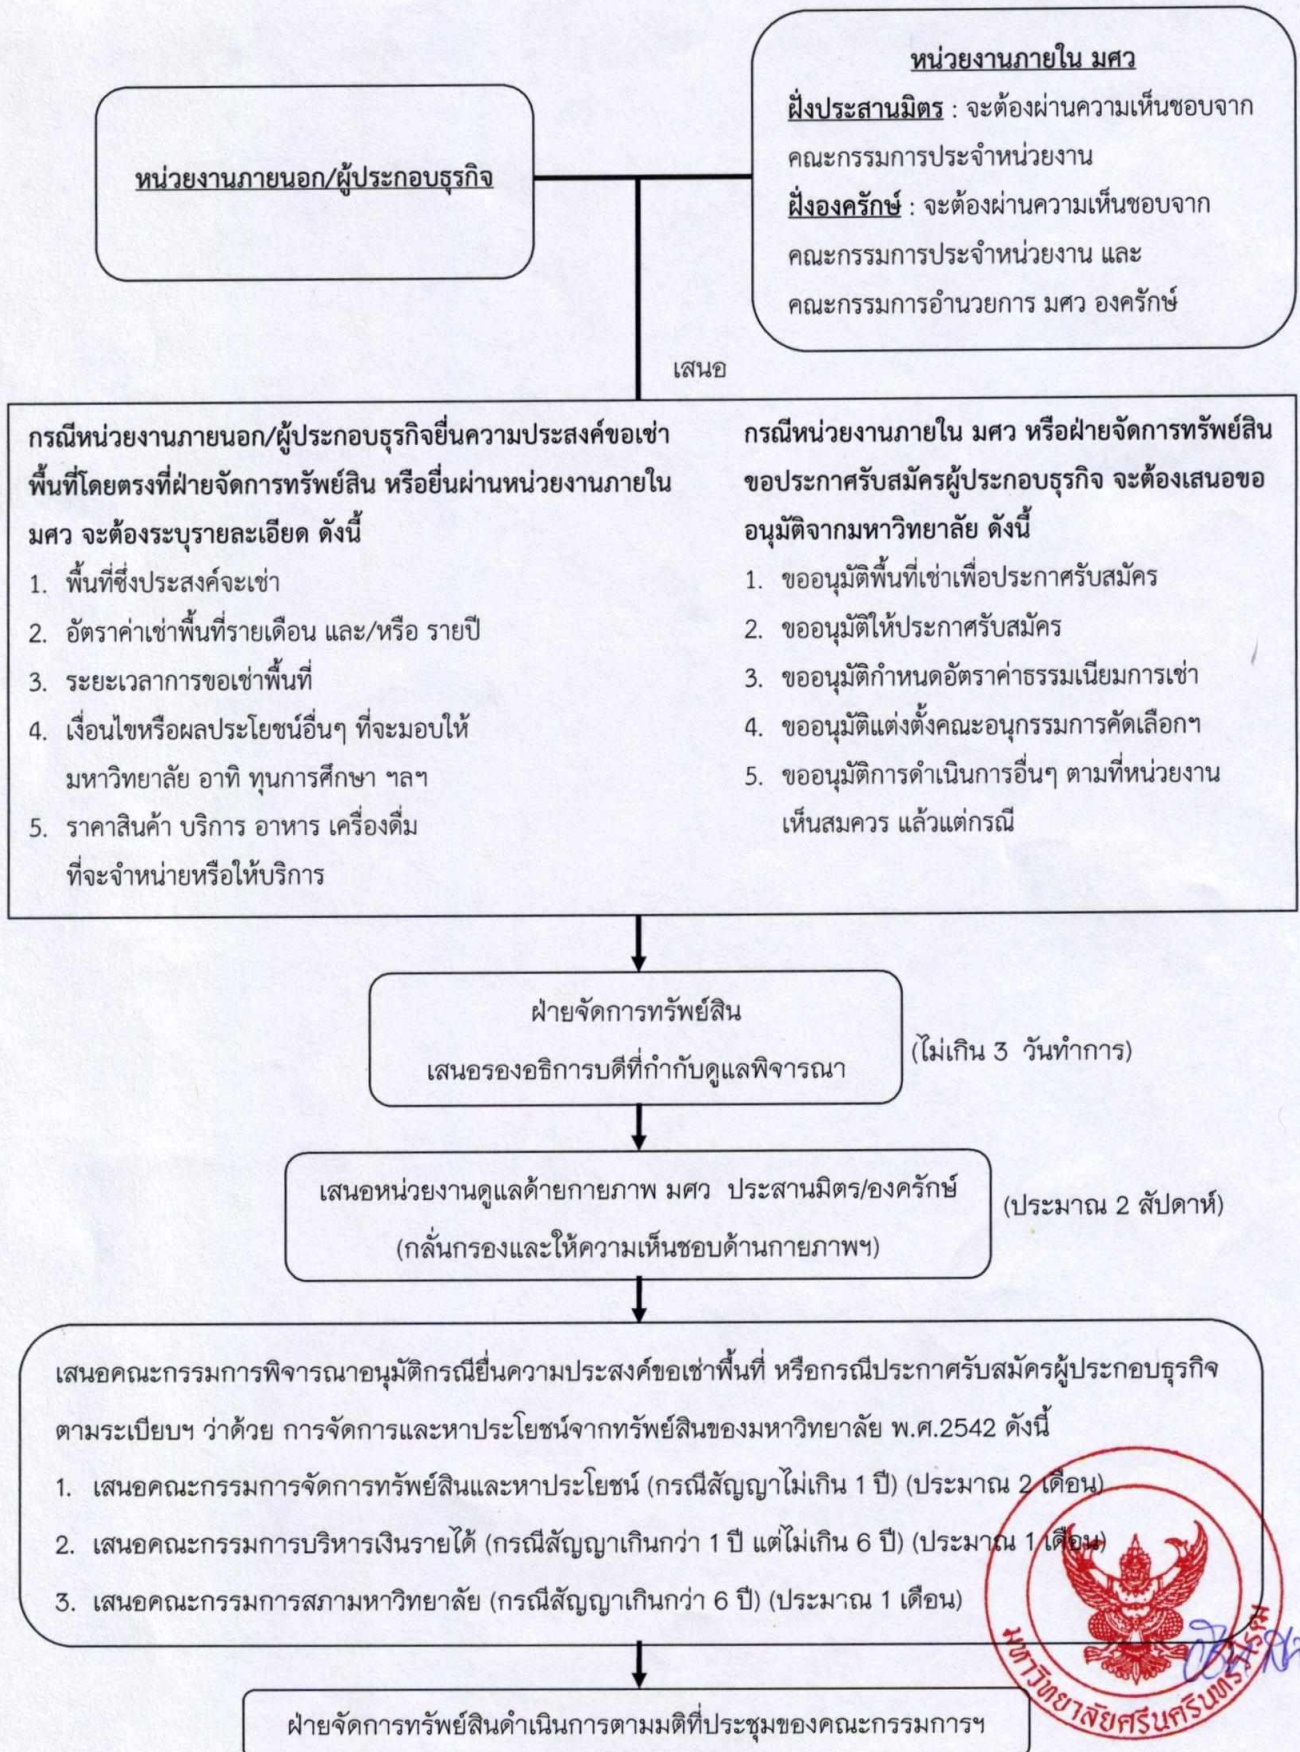 หน่วยงานภายนอก/ผู้ประกอบธุรกิจ
หน่วยงานภายใน มศว
ฝั่งประสานมิตร : จะต้องผ่านความเห็นชอบจาก
คณะกรรมการประจำหน่วยงาน
ฝั่งองครักษ์ : จะต้องผ่านความเห็นชอบจาก
คณะกรรมการประจำหน่วยงาน และ
คณะกรรมการอำนวยการ มศว องครักษ์
เสนอ
กรณีหน่วยงานภายนอก/ผู้ประกอบธุรกิจยื่นความประสงค์ขอเช่า
พื้นที่โดยตรงที่ฝ่ายจัดการทรัพย์สิน หรือยื่นผ่านหน่วยงานภายใน
มศว จะต้องระบุรายละเอียด ดังนี้
1. พื้นที่ซึ่งประสงค์จะเช่า
2. อัตราค่าเช่าพื้นที่รายเดือน และ/หรือ รายปี
3. ระยะเวลาการขอเช่าพื้นที่
4. เงื่อนไขหรือผลประโยชน์อื่นๆ ที่จะมอบให้
มหาวิทยาลัย อาทิ ทุนการศึกษา ฯลฯ
5. ราคาสินค้า บริการ อาหาร เครื่องดื่ม
ที่จะจำหน่ายหรือให้บริการ
กรณีหน่วยงานภายใน มศว หรือฝ่ายจัดการทรัพย์สิน
ขอประกาศรับสมัครผู้ประกอบธุรกิจ จะต้องเสนอขอ
อนุมัติจากมหาวิทยาลัย ดังนี้
1. ขออนุมัติพื้นที่เช่าเพื่อประกาศรับสมัคร
2. ขออนุมัติให้ประกาศรับสมัคร
3. ขออนุมัติกำหนดอัตราค่าธรรมเนียมการเช่า
4. ขออนุมัติแต่งตั้งคณะอนุกรรมการคัดเลือกฯ
5. ขออนุมัติการดำเนินการอื่นๆ ตามที่หน่วยงาน
เห็นสมควร แล้วแต่กรณี
ฝ่ายจัดการทรัพย์สิน
เสนอรองอธิการบดีที่กำกับดูแลพิจารณา
(ไม่เกิน 3 วันทำการ)
เสนอหน่วยงานดูแลด้านกายภาพ มศว ประสานมิตร/องครักษ์
(กลั่นกรองและให้ความเห็นชอบด้านกายภาพฯ)
(ประมาณ 2 สัปดาห์)
เสนอคณะกรรมการพิจารณาอนุมัติกรณียื่นความประสงค์ขอเช่าพื้นที่ หรือกรณีประกาศรับสมัครผู้ประกอบธุรกิจ
ตามระเบียบฯ ว่าด้วย การจัดการและหาประโยชน์จากทรัพย์สินของมหาวิทยาลัย พ.ศ.2542 ดังนี้
1. เสนอคณะกรรมการจัดการทรัพย์สินและหาประโยชน์ (กรณีสัญญาไม่เกิน 1 ปี) (ประมาณ 2 เดือน)
2. เสนอคณะกรรมการบริหารเงินรายได้ (กรณีสัญญาเกินกว่า 1 ปี แต่ไม่เกิน 6 ปี) (ประมาณ 1 เดือน)
3. เสนอคณะกรรมการสภามหาวิทยาลัย (กรณีสัญญาเกินกว่า 6 ปี) (ประมาณ 1 เดือน)
มหาวิทยาลัยศรีนครินทรวิโรฒ
ฝ่ายจัดการทรัพย์สินดำเนินการตามมติที่ประชุมของคณะกรรมการฯ